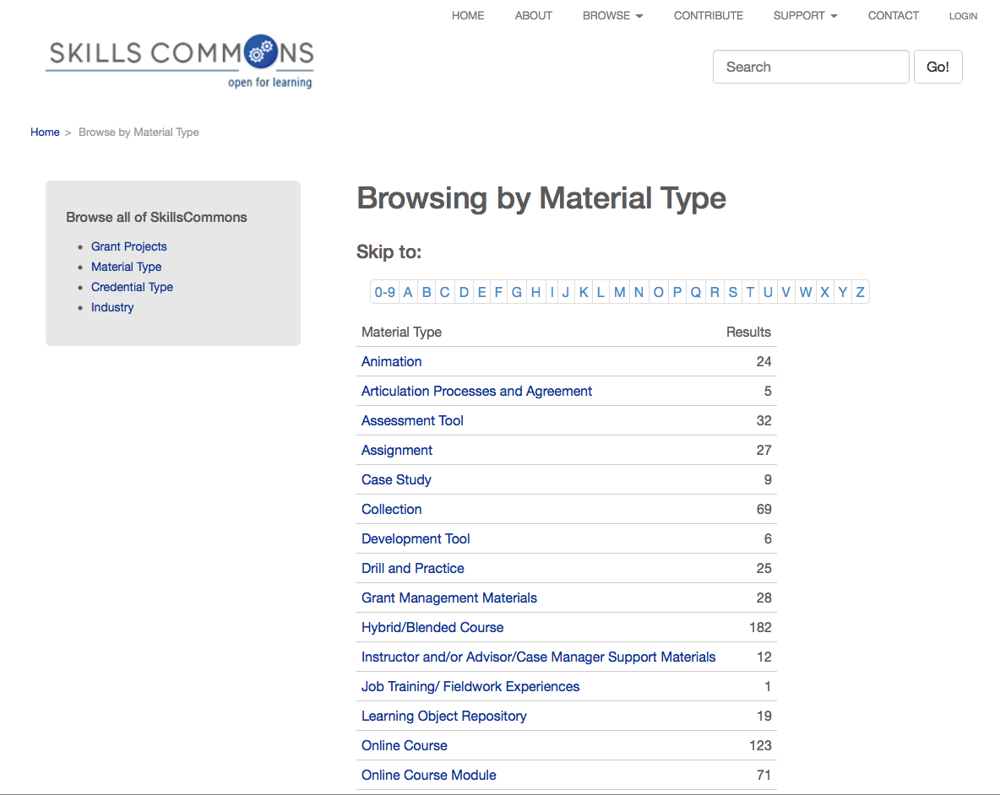 HOME ABOUT BROWSE CONTRIBUTE SUPPORT CONTACT LOGIN
SKILLS COMMONS
open for learning
Search Go!
Home > Browse by Material Type
Browse all of SkillsCommons
• Grant Projects
• Material Type
• Credential Type
• Industry
Browsing by Material Type
Skip to:
0-9 A B C D E F G H I J K L M N O P Q R S T U V W X Y Z
Material Type Results
Animation 24
Articulation Processes and Agreement 5
Assessment Tool 32
Assignment 27
Case Study 9
Collection 69
Development Tool 6
Drill and Practice 25
Grant Management Materials 28
Hybrid/Blended Course 182
Instructor and/or Advisor/Case Manager Support Materials 12
Job Training/ Fieldwork Experiences 1
Learning Object Repository 19
Online Course 123
Online Course Module 71